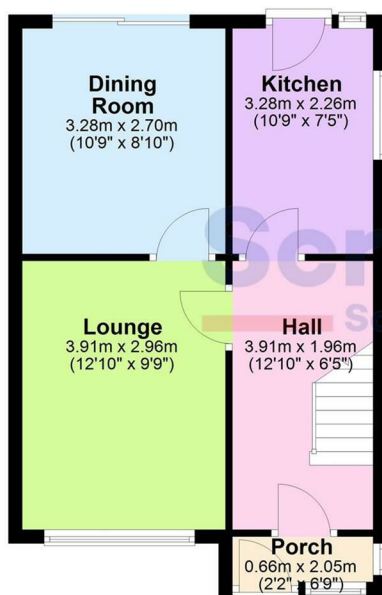 Dining
Room
3.28m x 2.70m
(10'9" x 8'10")
Kitchen
3.28m x 2.26m
(10'9" x 7'5")
Lounge
3.91m x 2.96m
(12'10" x 9'9")
Hall
3.91m x 1.96m
(12'10" x 6'5")
Porch
0.66m x 2.05m
(2'2" x 6'9")